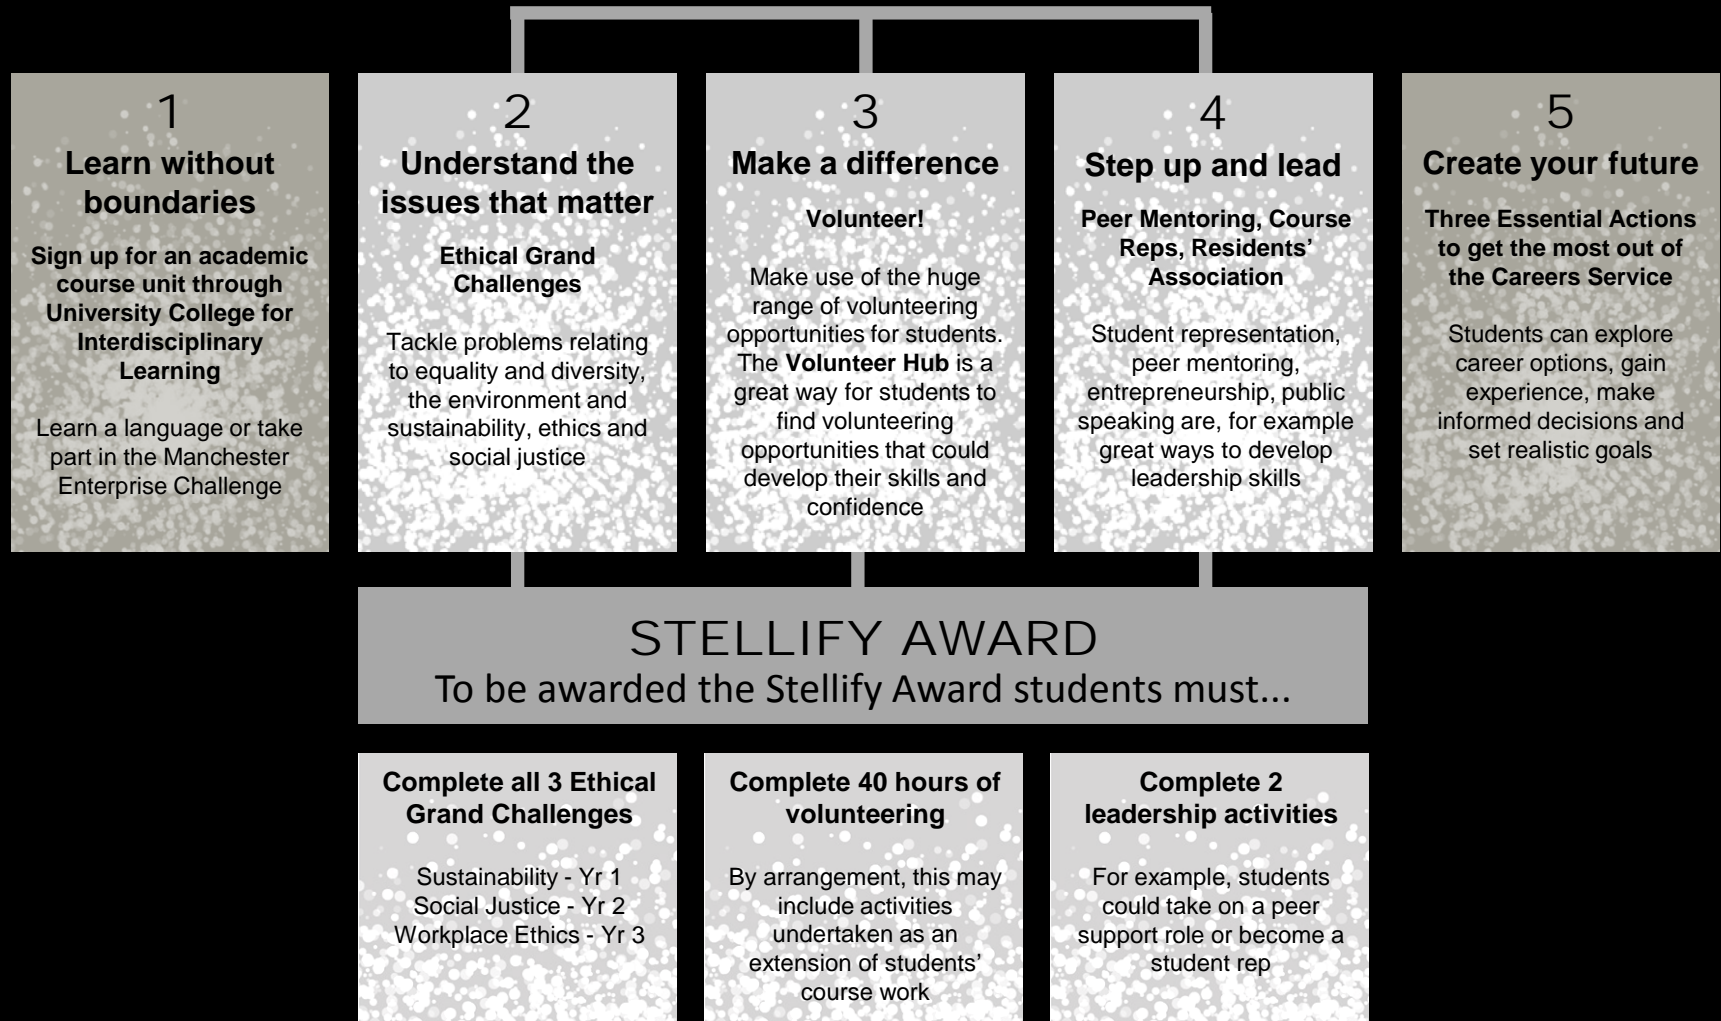 1
Learn without
boundaries
Sign up for an academic
course unit through
University College for
Interdisciplinary
Learning
Learn a language or take
part in the Manchester
Enterprise Challenge
2
Understand the
issues that matter
Ethical Grand
Challenges
Tackle problems relating
to equality and diversity,
the environment and
sustainability, ethics and
social justice
3
Make a difference
Volunteer!
Make use of the huge
range of volunteering
opportunities for students.
The Volunteer Hub is a
great way for students to
find volunteering
opportunities that could
develop their skills and
confidence
4
Step up and lead
Peer Mentoring, Course
Reps, Residents’
Association
Student representation,
peer mentoring,
entrepreneurship, public
speaking are, for example
great ways to develop
leadership skills
5
Create your future
Three Essential Actions
to get the most out of
the Careers Service
Students can explore
career options, gain
experience, make
informed decisions and
set realistic goals
STELLIFY AWARD
To be awarded the Stellify Award students must...
Complete all 3 Ethical
Grand Challenges
Sustainability - Yr 1
Social Justice - Yr 2
Workplace Ethics - Yr 3
Complete 40 hours of
volunteering
By arrangement, this may
include activities
undertaken as an
extension of students’
course work
Complete 2
leadership activities
For example, students
could take on a peer
support role or become a
student rep